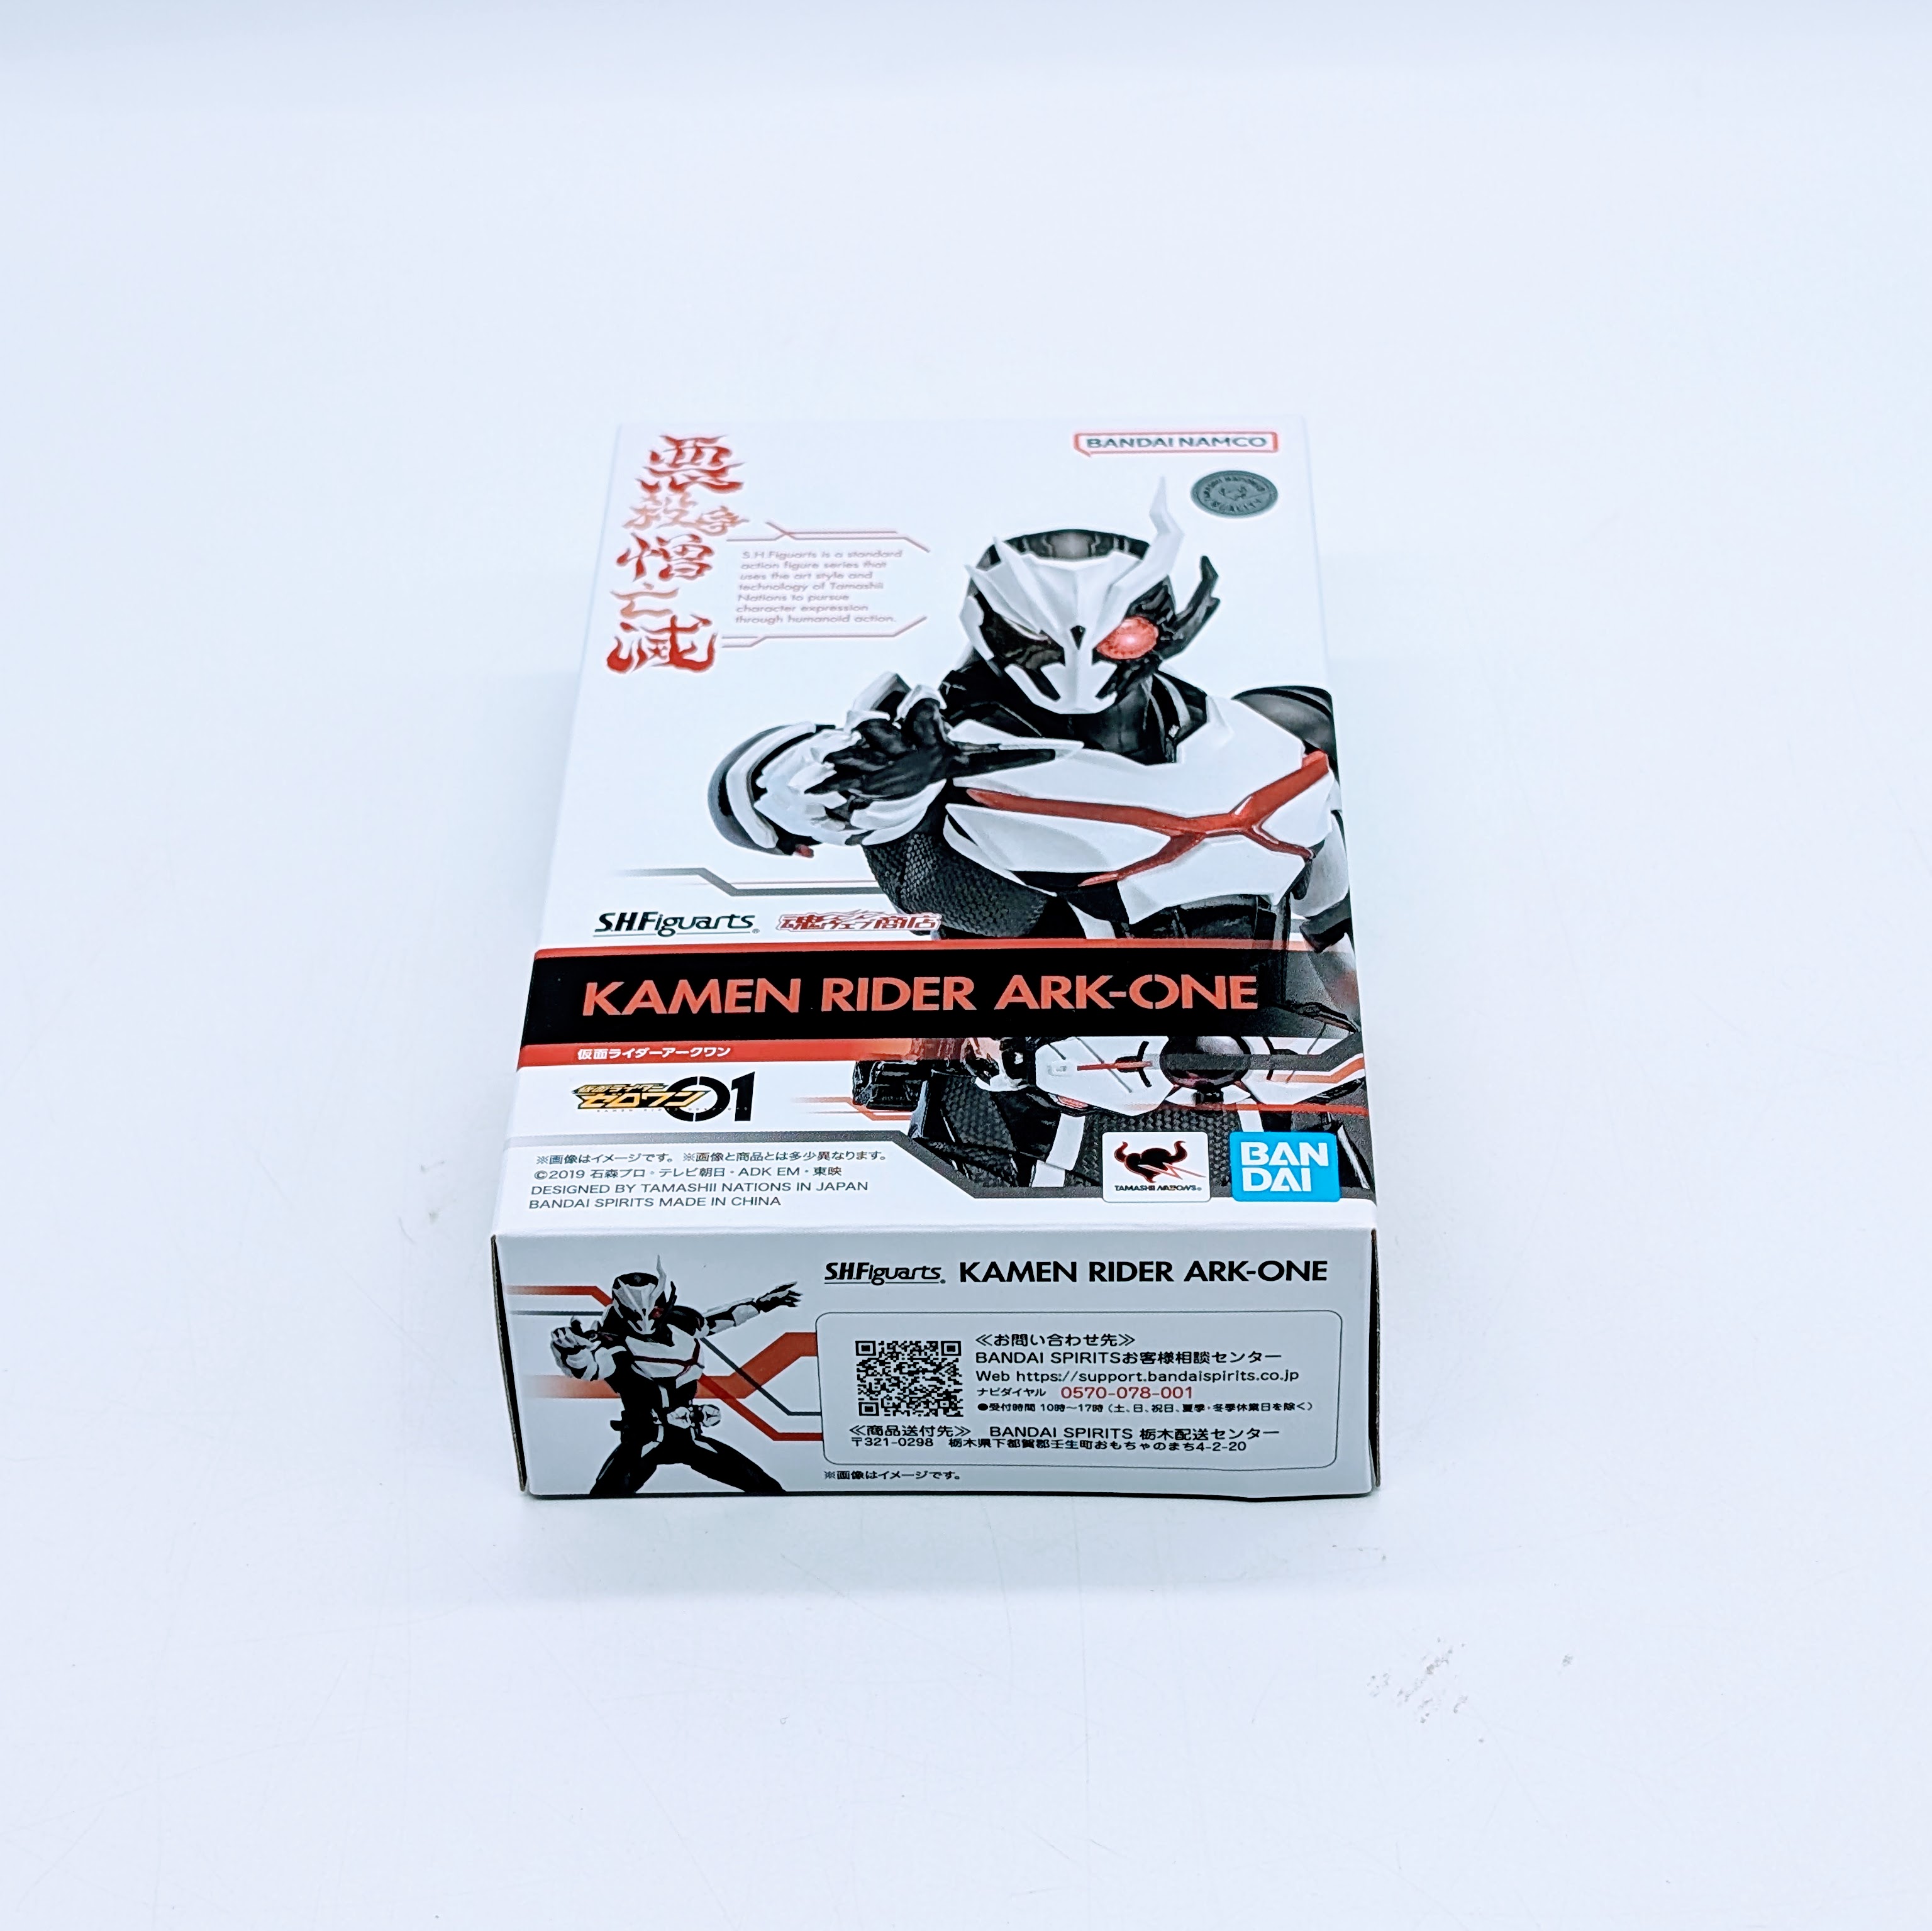 BANDAI NAMCO
悪
憎
亡
滅
S.H.Figuarts is a standard
action figure series that
uses the art style and
technology of Tamashii
Nations to pursue
character expression
through humanoid action.
S.H.Figuarts
魂ウェブ商店
KAMEN RIDER ARK-ONE
仮面ライダーアークワン
仮面ライダー
ゼロワン 01
※画像はイメージです。 ※画像と商品とは多少異なります。
©2019 石森プロ・テレビ朝日・ADK EM・東映
DESIGNED BY TAMASHII NATIONS IN JAPAN
BANDAI SPIRITS MADE IN CHINA
TAMASHII NATIONS
BAN
DAI
S.H.Figuarts KAMEN RIDER ARK-ONE
≪お問い合わせ先≫
BANDAI SPIRITSお客様相談センター
Web https://support.bandaispirits.co.jp
ナビダイヤル 0570-078-001
●受付時間 10時〜17時（土、日、祝日、夏季・冬季休業日を除く）
≪商品送付先≫ BANDAI SPIRITS 栃木配送センター
〒321-0298 栃木県下都賀郡壬生町おもちゃのまち4-2-20
※画像はイメージです。